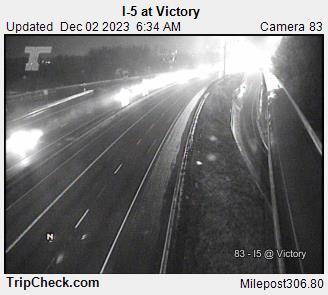 I-5 at Victory
Updated Dec 02 2023 6:34 AM Camera 83
T
N
83 - I5 @ Victory
TripCheck.com Milepost306.80